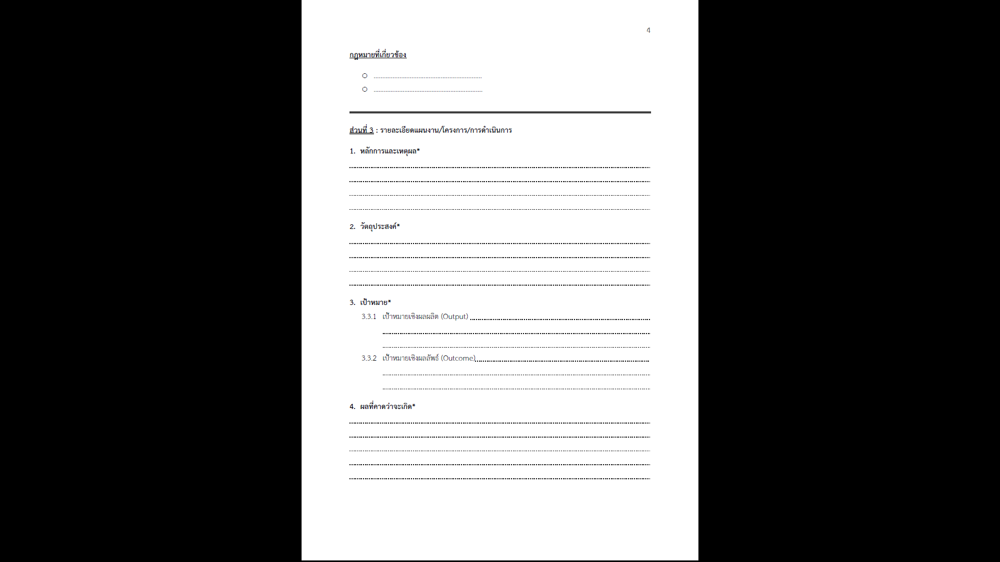 4
กฎหมายที่เกี่ยวข้อง
○ ................................................................
○ ................................................................
ส่วนที่ 3 : รายละเอียดแผนงาน/โครงการ/การดำเนินการ
1. หลักการและเหตุผล*
2. วัตถุประสงค์*
3. เป้าหมาย*
3.3.1 เป้าหมายเชิงผลผลิต (Output)
3.3.2 เป้าหมายเชิงผลลัพธ์ (Outcome)
4. ผลที่คาดว่าจะเกิด*